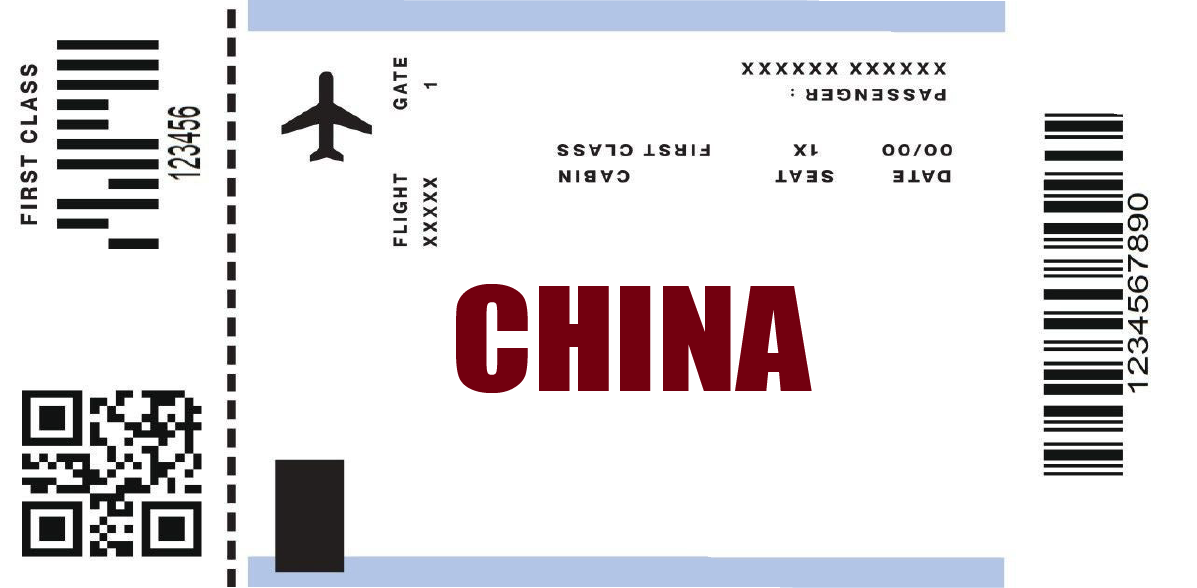 FIRST CLASS
123456
GATE
1
FLIGHT
XXXXX
PASSENGER :
XXXXXX XXXXXX
DATE SEAT CABIN
00/00 1X FIRST CLASS
CHINA
1234567890